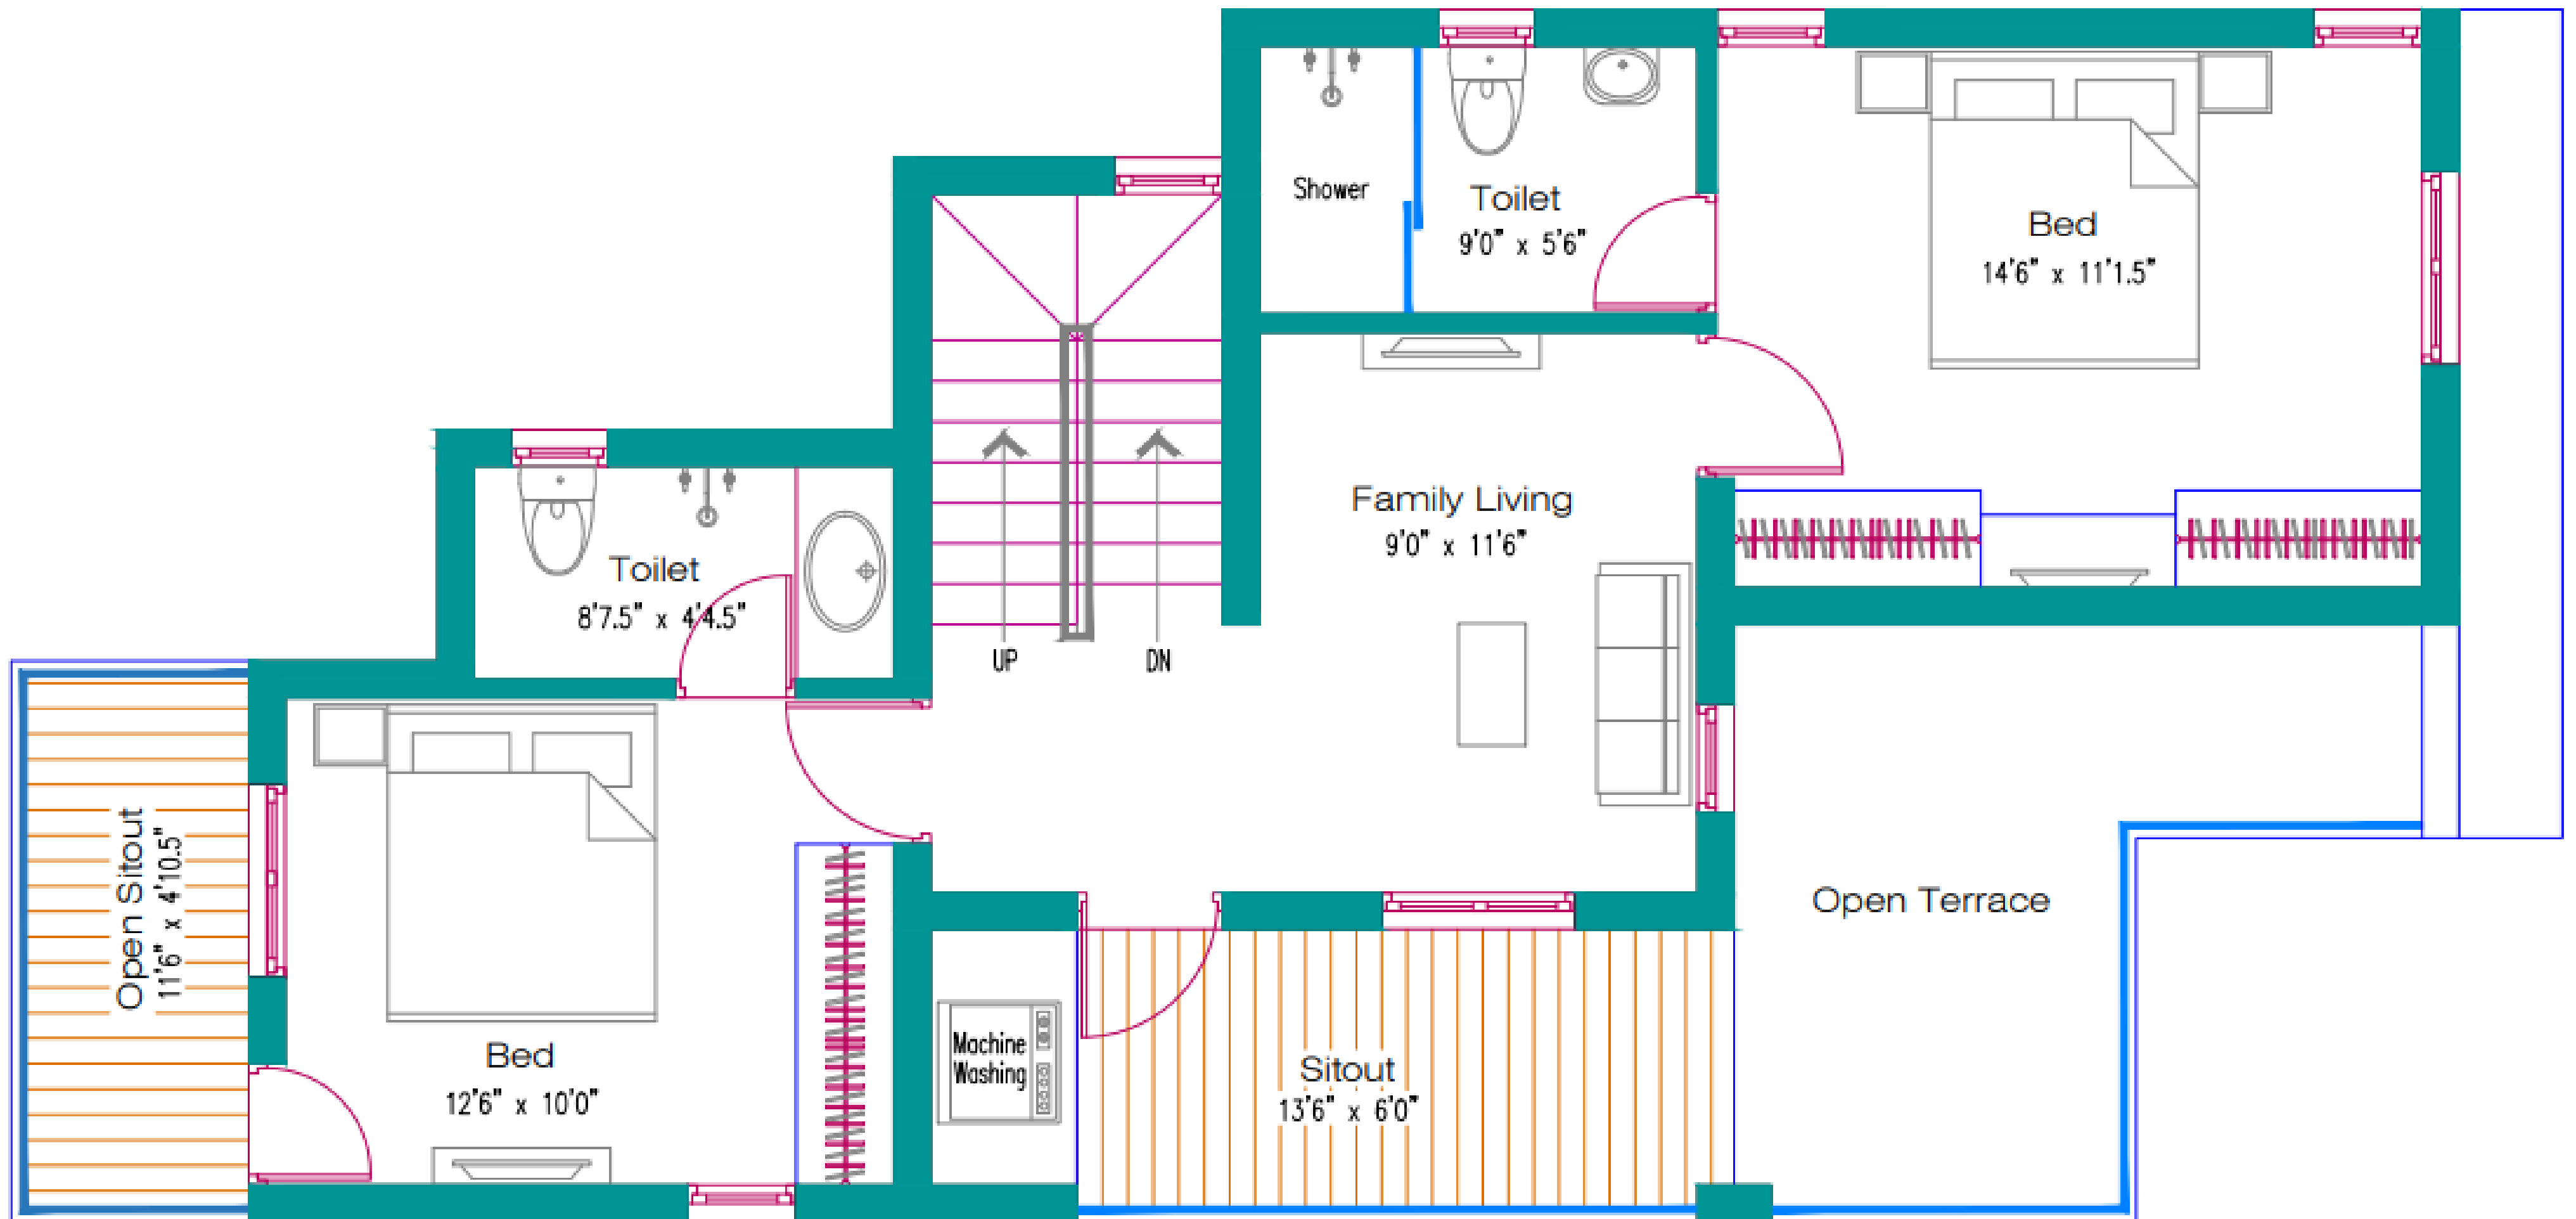 Shower
Toilet
9'0" x 5'6"
Bed
14'6" x 11'1.5"
Family Living
9'0" x 11'6"
Toilet
8'7.5" x 4'4.5"
UP
DN
Open Sitout
11'6" x 4'10.5"
Open Terrace
Bed
12'6" x 10'0"
Machine
Washing
Sitout
13'6" x 6'0"